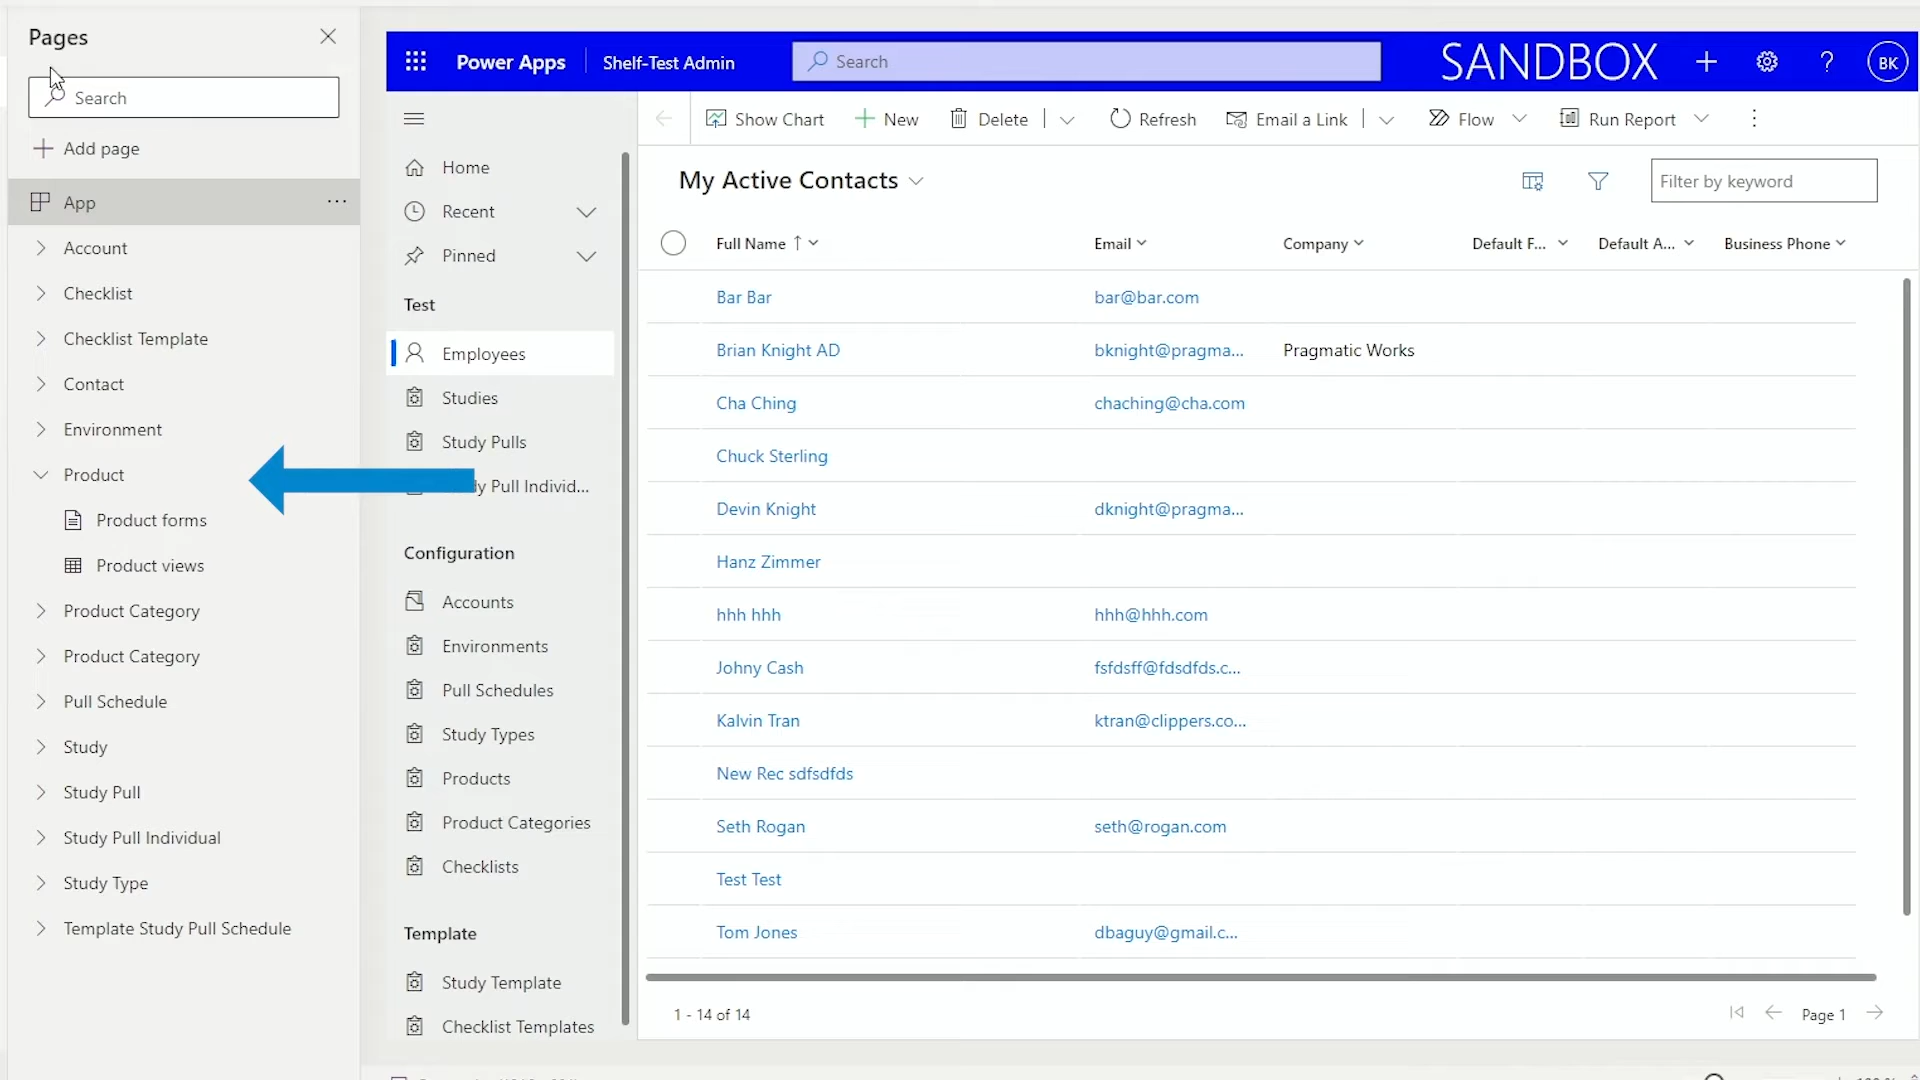 Pages
Search
Add page
App
Account
Checklist
Checklist Template
Contact
Environment
Product
Product forms
Product views
Product Category
Product Category
Pull Schedule
Study
Study Pull
Study Pull Individual
Study Type
Template Study Pull Schedule
Power Apps
Shelf-Test Admin
Search
SANDBOX
BK
Show Chart
New
Delete
Refresh
Email a Link
Flow
Run Report
Home
Recent
Pinned
Test
Employees
Studies
Study Pulls
Pull Individ...
Configuration
Accounts
Environments
Pull Schedules
Study Types
Products
Product Categories
Checklists
Template
Study Template
Checklist Templates
My Active Contacts
Filter by keyword
Full Name Email Company Default F... Default A... Business Phone
Bar Bar bar@bar.com
Brian Knight AD bknight@pragma... Pragmatic Works
Cha Ching chaching@cha.com
Chuck Sterling
Devin Knight dknight@pragma...
Hanz Zimmer
hhh hhh hhh@hhh.com
Johny Cash fsfdsff@fdsdfds.c...
Kalvin Tran ktran@clippers.co...
New Rec sdfsdfds
Seth Rogan seth@rogan.com
Test Test
Tom Jones dbaguy@gmail.c...
1 - 14 of 14
Page 1